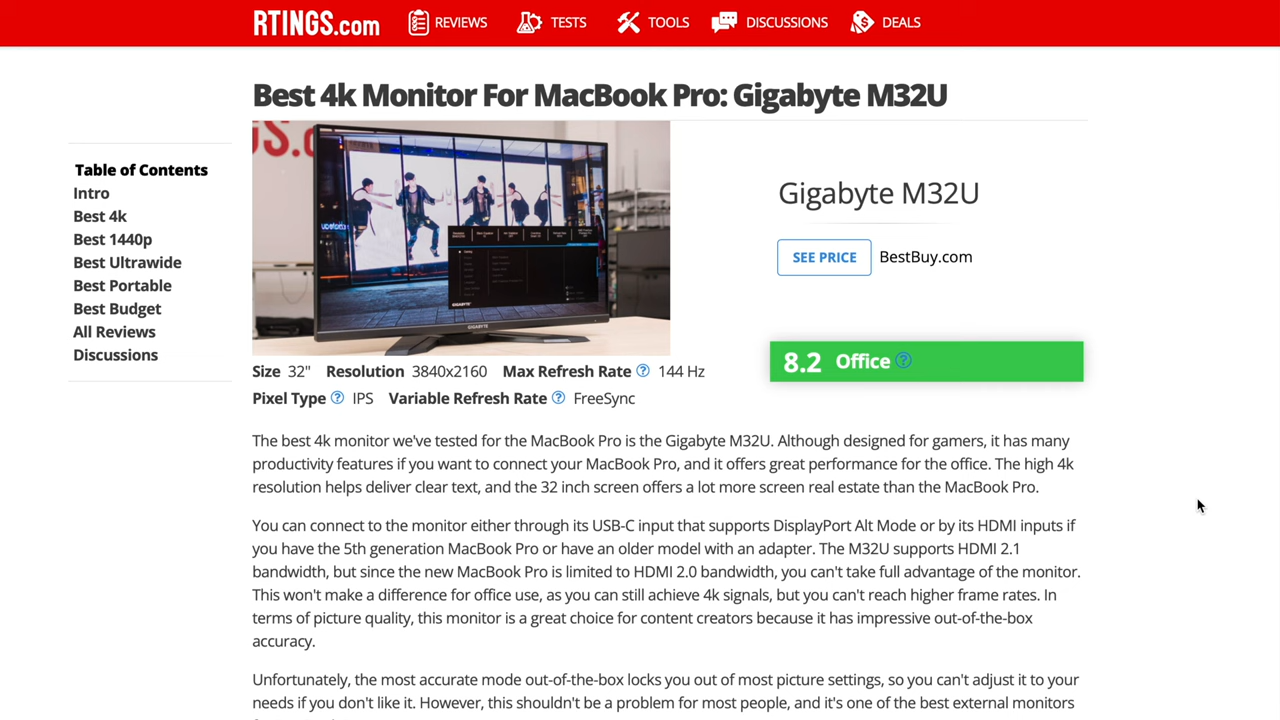 RTINGS.com REVIEWS TESTS TOOLS DISCUSSIONS DEALS
Best 4k Monitor For MacBook Pro: Gigabyte M32U
Table of Contents
Intro
Best 4k
Best 1440p
Best Ultrawide
Best Portable
Best Budget
All Reviews
Discussions
GIGABYTE
GIGABYTE
Gigabyte M32U
SEE PRICE BestBuy.com
8.2 Office ?
Size 32" Resolution 3840x2160 Max Refresh Rate ? 144 Hz
Pixel Type ? IPS Variable Refresh Rate ? FreeSync
The best 4k monitor we've tested for the MacBook Pro is the Gigabyte M32U. Although designed for gamers, it has many
productivity features if you want to connect your MacBook Pro, and it offers great performance for the office. The high 4k
resolution helps deliver clear text, and the 32 inch screen offers a lot more screen real estate than the MacBook Pro.
You can connect to the monitor either through its USB-C input that supports DisplayPort Alt Mode or by its HDMI inputs if
you have the 5th generation MacBook Pro or have an older model with an adapter. The M32U supports HDMI 2.1
bandwidth, but since the new MacBook Pro is limited to HDMI 2.0 bandwidth, you can't take full advantage of the monitor.
This won't make a difference for office use, as you can still achieve 4k signals, but you can't reach higher frame rates. In
terms of picture quality, this monitor is a great choice for content creators because it has impressive out-of-the-box
accuracy.
Unfortunately, the most accurate mode out-of-the-box locks you out of most picture settings, so you can't adjust it to your
needs if you don't like it. However, this shouldn't be a problem for most people, and it's one of the best external monitors